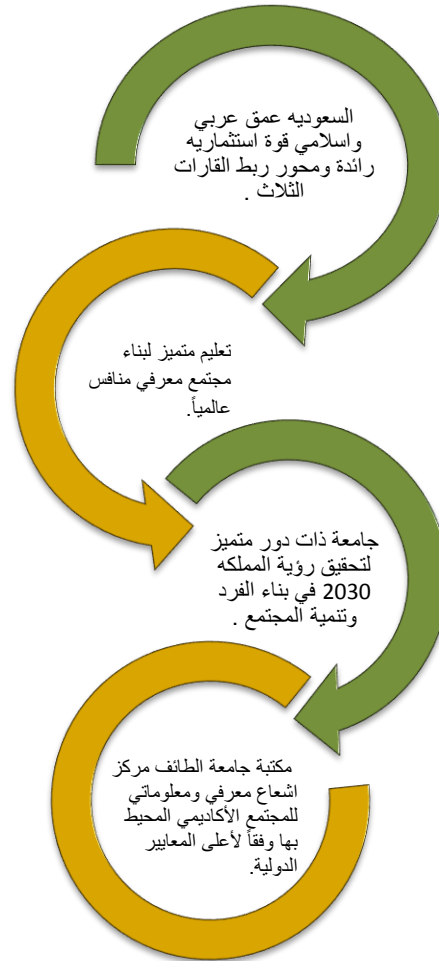 السعوديه عمق عربي
واسلامي قوة استثماريه
رائدة ومحور ربط القارات
الثلاث .
تعليم متميز لبناء
مجتمع معرفي منافس
عالمياً.
جامعة ذات دور متميز
لتحقيق رؤية المملكه
2030 في بناء الفرد
وتنمية المجتمع .
مكتبة جامعة الطائف مركز
اشعاع معرفي ومعلوماتي
للمجتمع الأكاديمي المحيط
بها وفقاً لأعلى المعايير
الدولية.